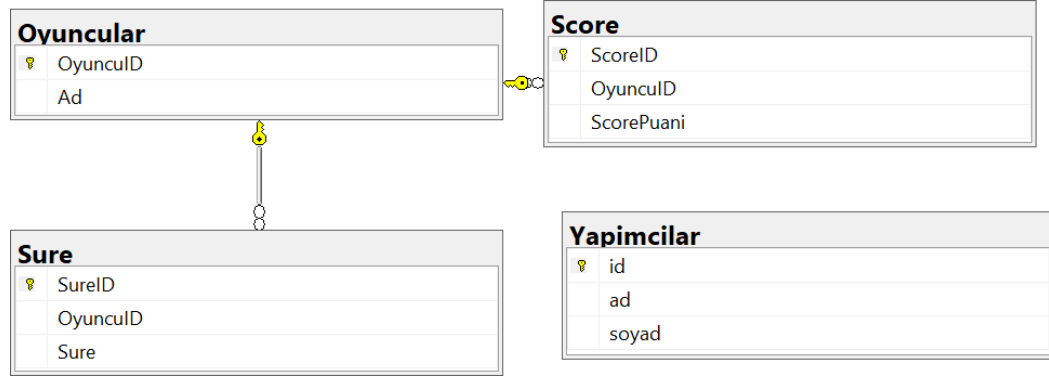 Oyuncular
OyuncuID
Ad
Score
ScoreID
OyuncuID
ScorePuani
Sure
SureID
OyuncuID
Sure
Yapimcilar
id
ad
soyad